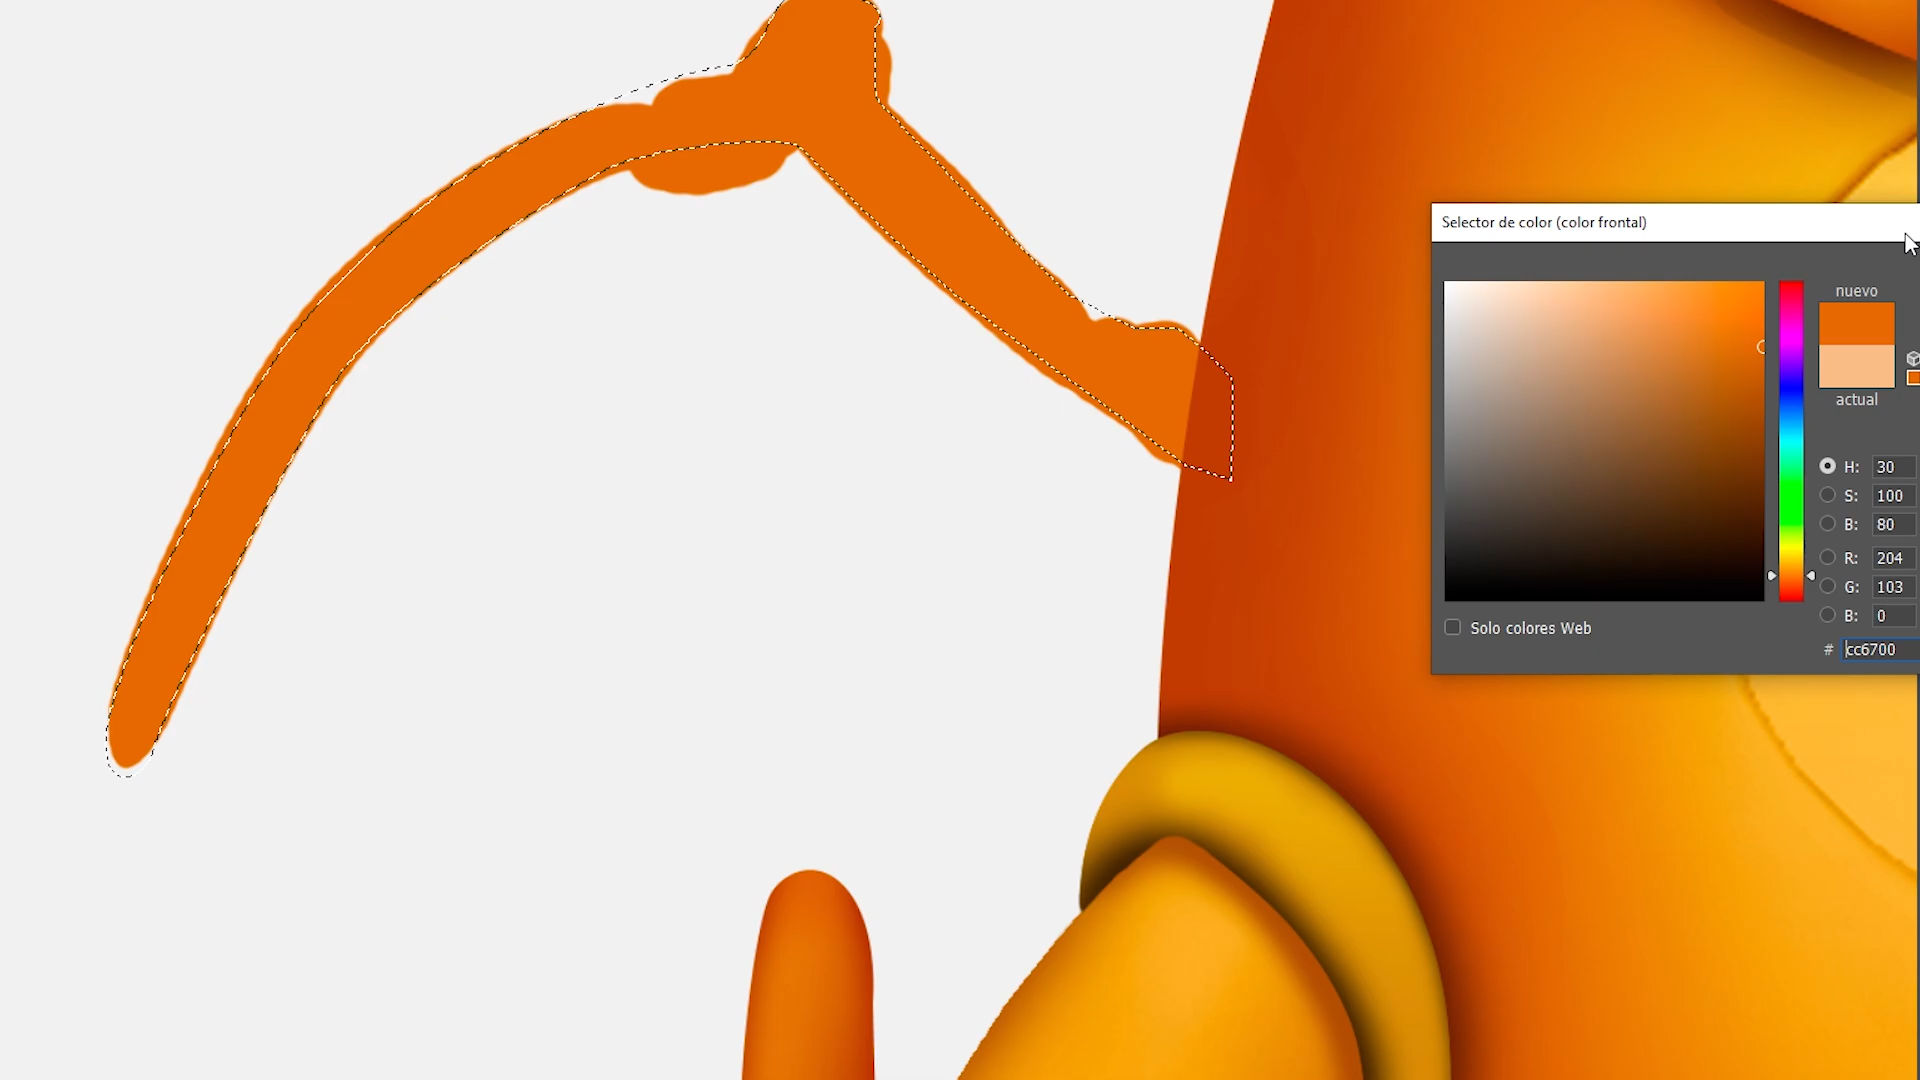 Selector de color (color frontal)
nuevo
actual
H: 30
S: 100
B: 80
R: 204
G: 103
B: 0
Solo colores Web
# cc6700